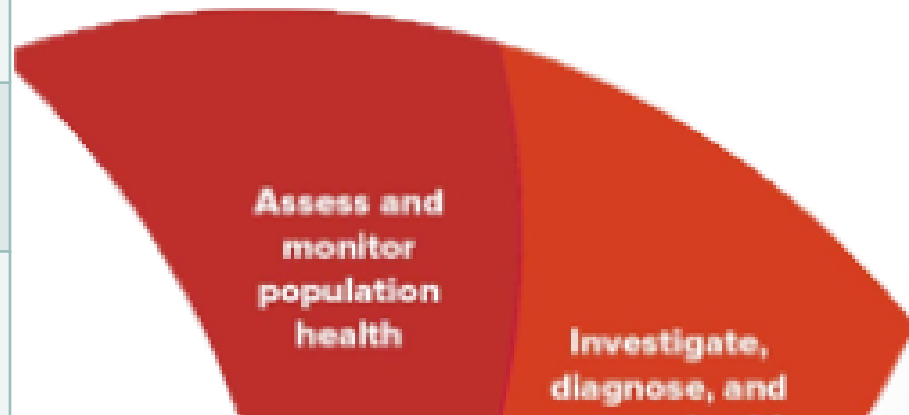 Assess and
monitor
population
health
Investigate,
diagnose, and